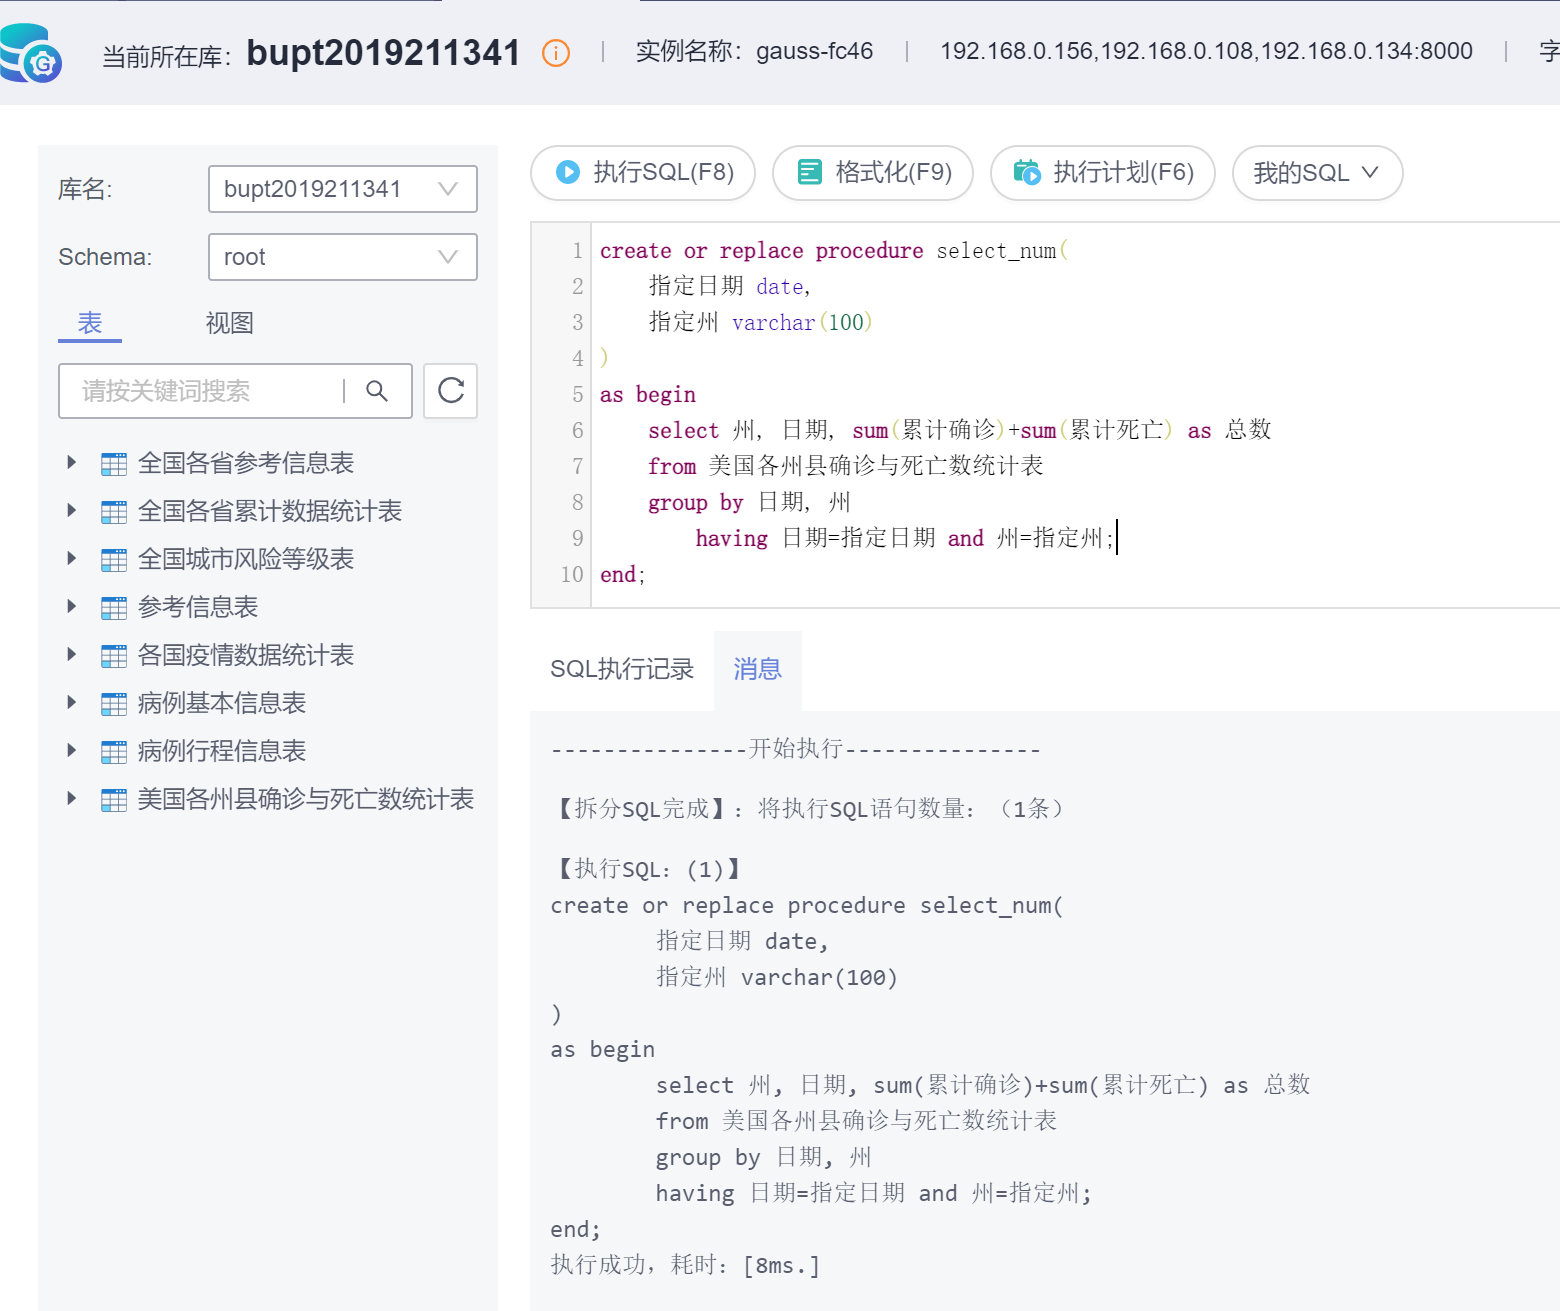 当前所在库: bupt2019211341
实例名称: gauss-fc46
192.168.0.156,192.168.0.108,192.168.0.134:8000
字
库名: bupt2019211341
Schema: root
表 视图
请按关键词搜索
全国各省参考信息表
全国各省累计数据统计表
全国城市风险等级表
参考信息表
各国疫情数据统计表
病例基本信息表
病例行程信息表
美国各州县确诊与死亡数统计表
执行SQL(F8) 格式化(F9) 执行计划(F6) 我的SQL
1 create or replace procedure select_num(
2     指定日期 date,
3     指定州 varchar(100)
4 )
5 as begin
6     select 州, 日期, sum(累计确诊)+sum(累计死亡) as 总数
7     from 美国各州县确诊与死亡数统计表
8     group by 日期, 州
9         having 日期=指定日期 and 州=指定州;
10 end;
SQL执行记录 消息
---------------开始执行---------------
【拆分SQL完成】：将执行SQL语句数量：（1条）
【执行SQL：(1)】
create or replace procedure select_num(
        指定日期 date,
        指定州 varchar(100)
)
as begin
        select 州, 日期, sum(累计确诊)+sum(累计死亡) as 总数
        from 美国各州县确诊与死亡数统计表
        group by 日期, 州
        having 日期=指定日期 and 州=指定州;
end;
执行成功，耗时：[8ms.]